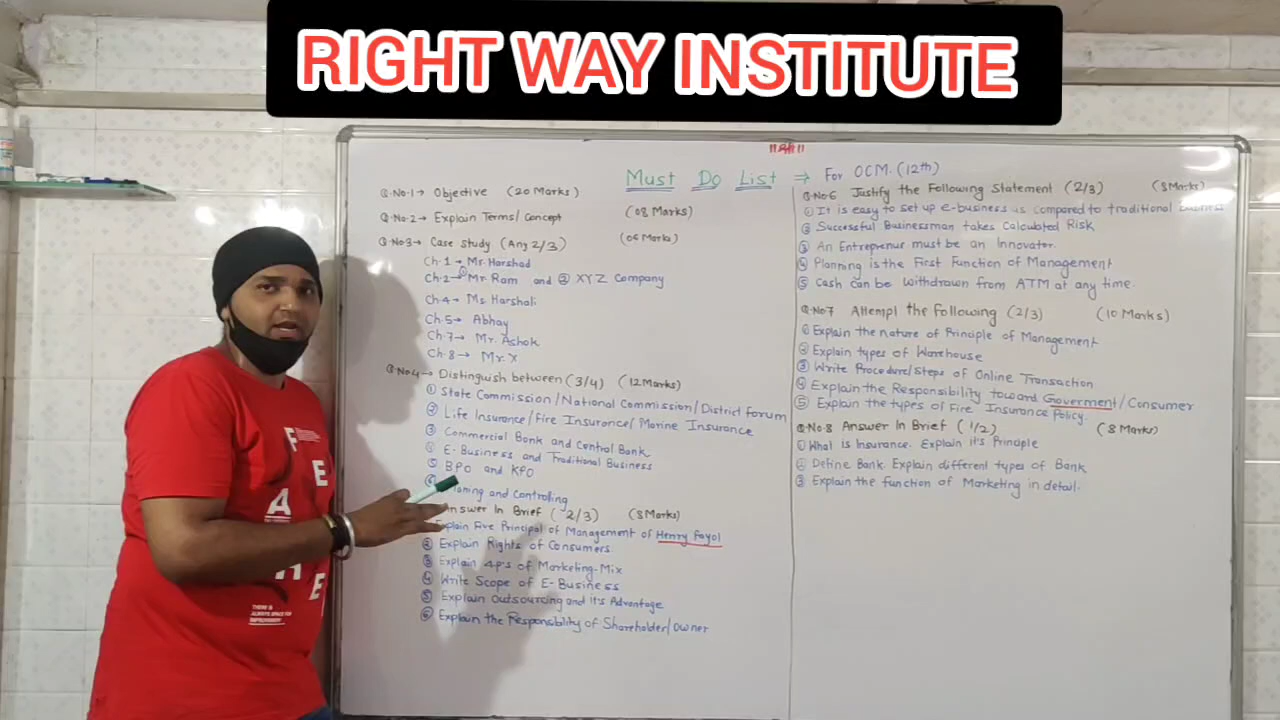 RIGHT WAY INSTITUTE
Must Do List ⇒ For OCM. (12th)
Q.No.1→ Objective (20 Marks)
Q.No.2→ Explain Terms/Concept (08 Marks)
Q.No3→ Case study (Any 2/3) (06 Marks)
Ch.1→ Mr. Harshad
Ch.2→ ① Mr. Ram and ② XYZ Company
Ch.4→ Ms. Harshali
Ch.5→ Abhay
Ch.7→ Mr. Ashok
Ch.8→ Mr. X
Q.No4→ Distinguish between (3/4) (12 Marks)
① State Commission/National Commission/District forum
② Life Insurance/Fire Insurance/Marine Insurance
③ Commercial Bank and Central Bank
④ E-Business and Traditional Business
⑤ BPO and KPO
⑥ and Controlling
Answer In Brief (2/3) (8 Marks)
Explain Five Principal of Management of Henry Fayol
② Explain Rights of Consumers
③ Explain 4p's of Marketing-Mix
④ Write Scope of E-Business
⑤ Explain Outsourcing and It's Advantage
⑥ Explain the Responsiblity of Shareholder/Owner
Q.No6 Justify the Following Statement (2/3) (8 Marks)
① It is easy to set up e-business is compared to traditional business
② Successful Businessman takes Calculated Risk
③ An Entreprenur must be an Innovator.
④ Planning is the First Function of Management
⑤ Cash can be withdrawn from ATM at any time.
Q.No7 Attempt the Following (2/3) (10 Marks)
① Explain the nature of Principle of Management
② Explain types of Warehouse
③ Write Procedure/Steps of Online Transaction
④ Explain the Responsibility toward Goverment/Consumer
⑤ Explain the types of Fire Insurance Policy.
Q.No.8 Answer In Brief (1/2) (8 Marks)
① What is Insurance. Explain it's Principle
② Define Bank. Explain different types of Bank
③ Explain the function of Marketing in detail.